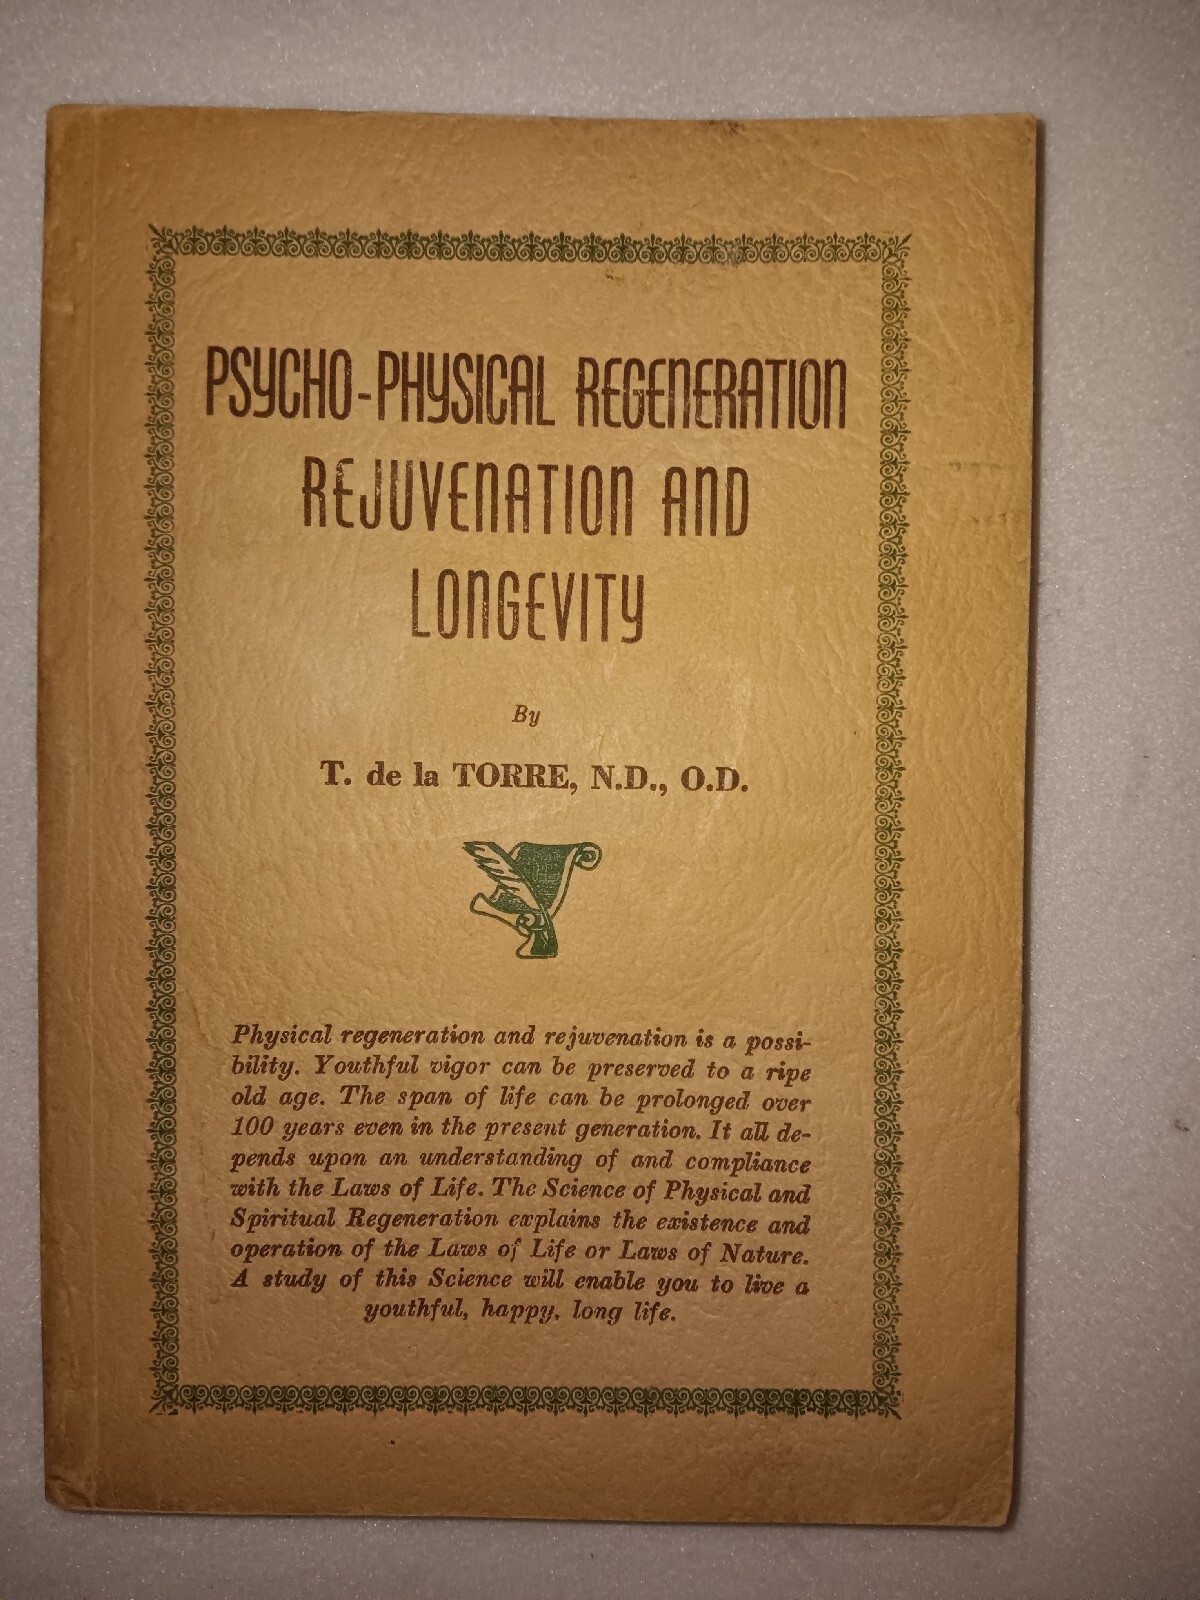 PSYCHO-PHYSICAL REGENERATION
REJUVENATION AND
LONGEVITY
By
T. de la TORRE, N.D., O.D.
Physical regeneration and rejuvenation is a possi-
bility. Youthful vigor can be preserved to a ripe
old age. The span of life can be prolonged over
100 years even in the present generation. It all de-
pends upon an understanding of and compliance
with the Laws of Life. The Science of Physical and
Spiritual Regeneration explains the existence and
operation of the Laws of Life or Laws of Nature.
A study of this Science will enable you to live a
youthful, happy, long life.